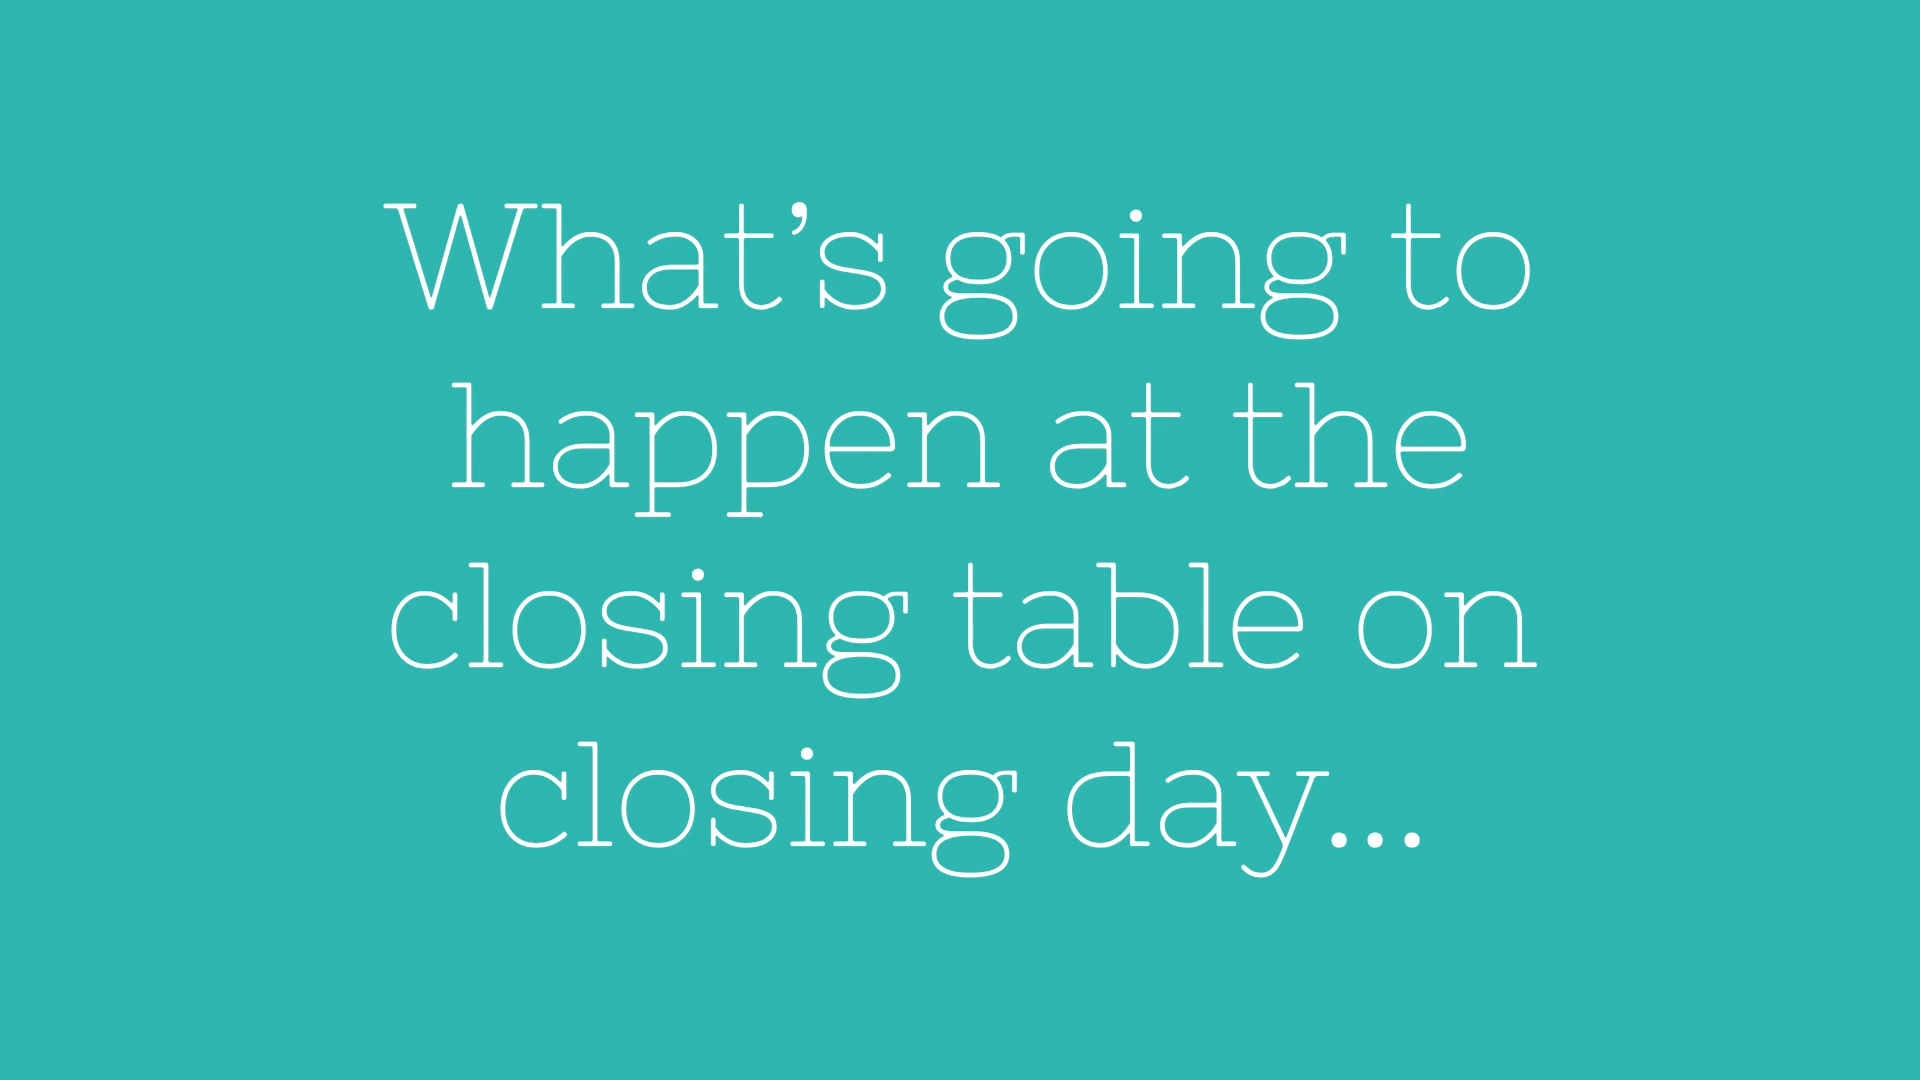 What’s going to
happen at the
closing table on
closing day...